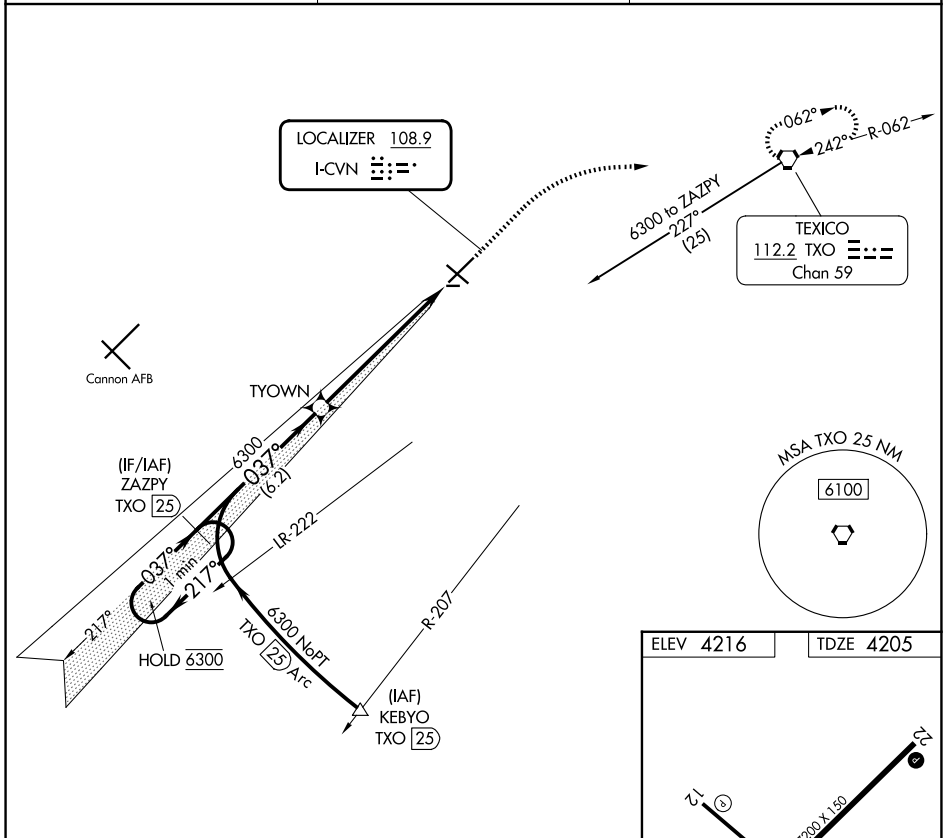 LOCALIZER 108.9
I-CVN
062°
242°
R-062
6300 to ZAZPY
227°
(25)
TEXICO
112.2 TXO
Chan 59
Cannon AFB
TYOWN
6300
037°
(6.2)
(IF/IAF)
ZAZPY
TXO 25
LR-222
037°
1 min
217°
217°
HOLD 6300
6300 NoPT
TXO 25 Arc
R-207
(IAF)
KEBYO
TXO 25
MSA TXO 25 NM
6100
ELEV 4216
TDZE 4205
22
P
12
P
7200 X 150